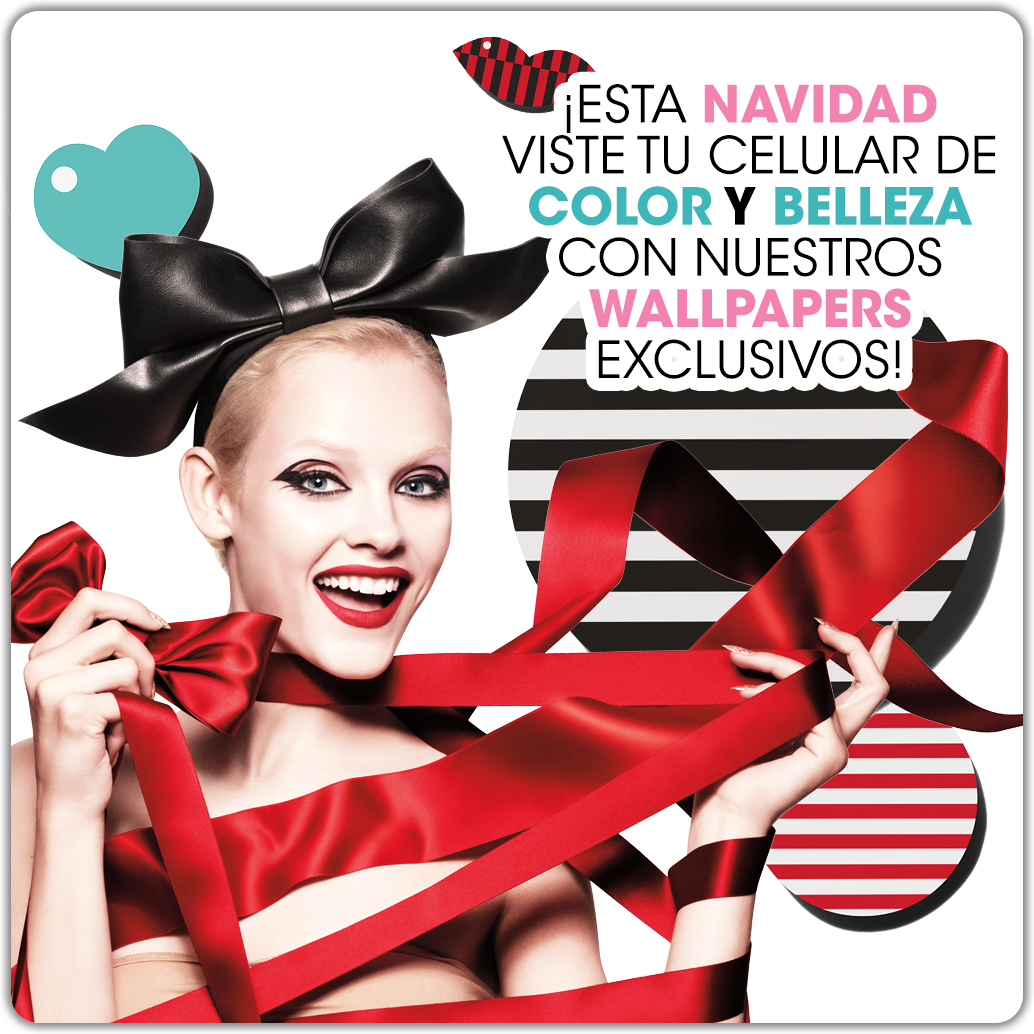 ¡ESTA NAVIDAD
VISTE TU CELULAR DE
COLOR Y BELLEZA
CON NUESTROS
WALLPAPERS
EXCLUSIVOS!